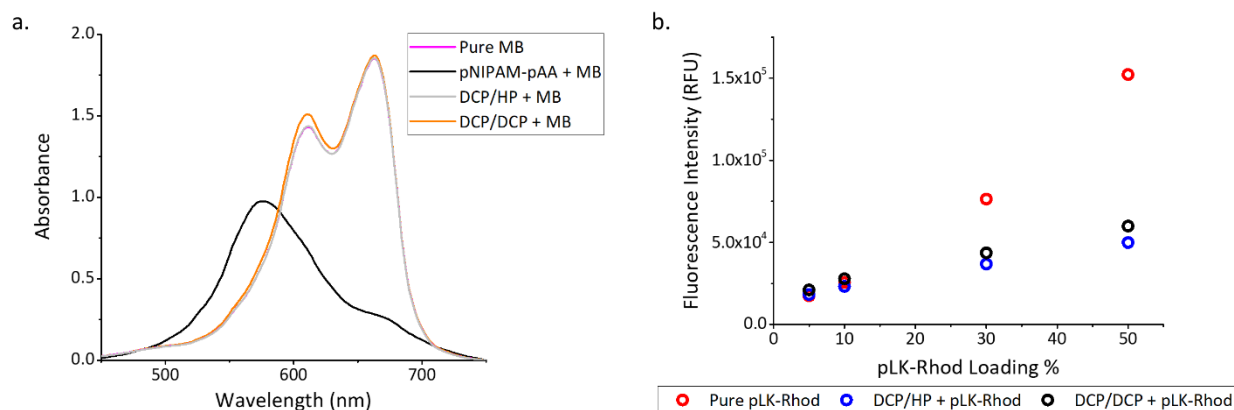 a.
Absorbance
2.0
1.5
1.0
0.5
0.0
500
600
700
Wavelength (nm)
Pure MB
pNIPAM-pAA + MB
DCP/HP + MB
DCP/DCP + MB
b.
Fluorescence Intensity (RFU)
1.5x10⁵
1.0x10⁵
5.0x10⁴
0.0
0
10
20
30
40
50
pLK-Rhod Loading %
Pure pLK-Rhod
DCP/HP + pLK-Rhod
DCP/DCP + pLK-Rhod